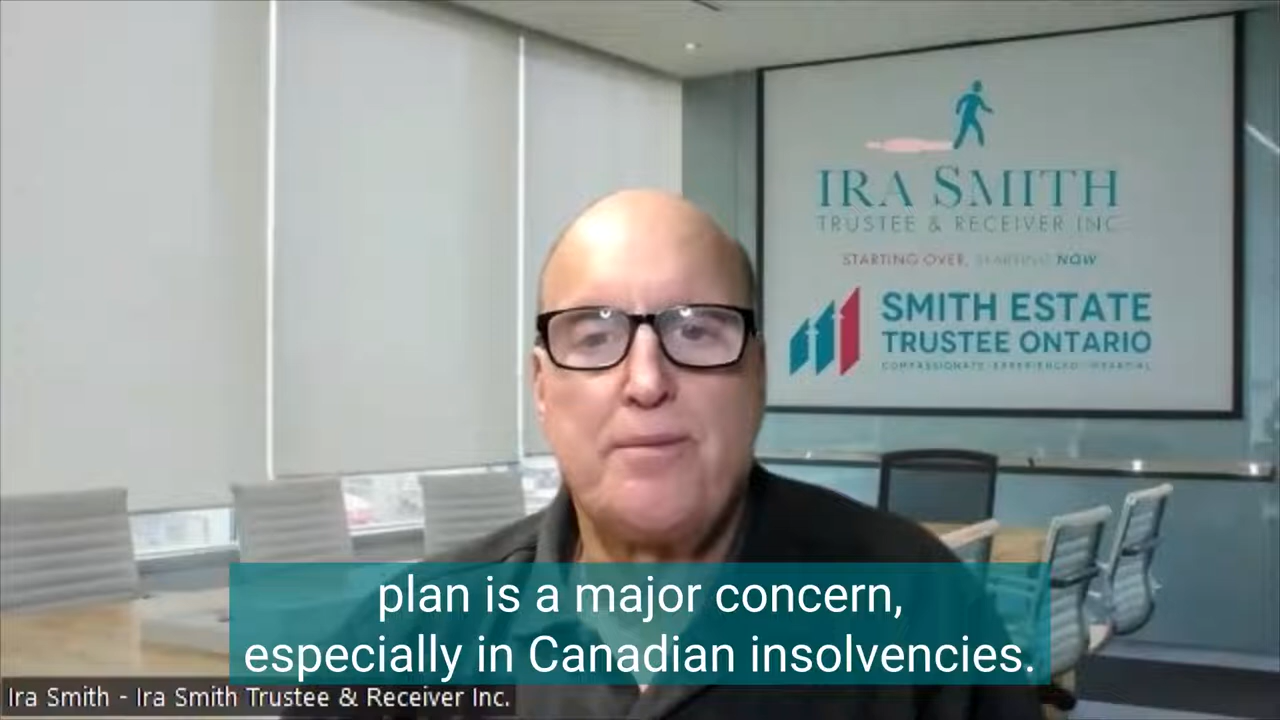 IRA SMITH
TRUSTEE & RECEIVER INC
STARTING OVER, STARTING NOW
SMITH ESTATE
TRUSTEE ONTARIO
COMPASSIONATE · EXPERIENCED ·
plan is a major concern,
especially in Canadian insolvencies.
Ira Smith - Ira Smith Trustee & Receiver Inc.